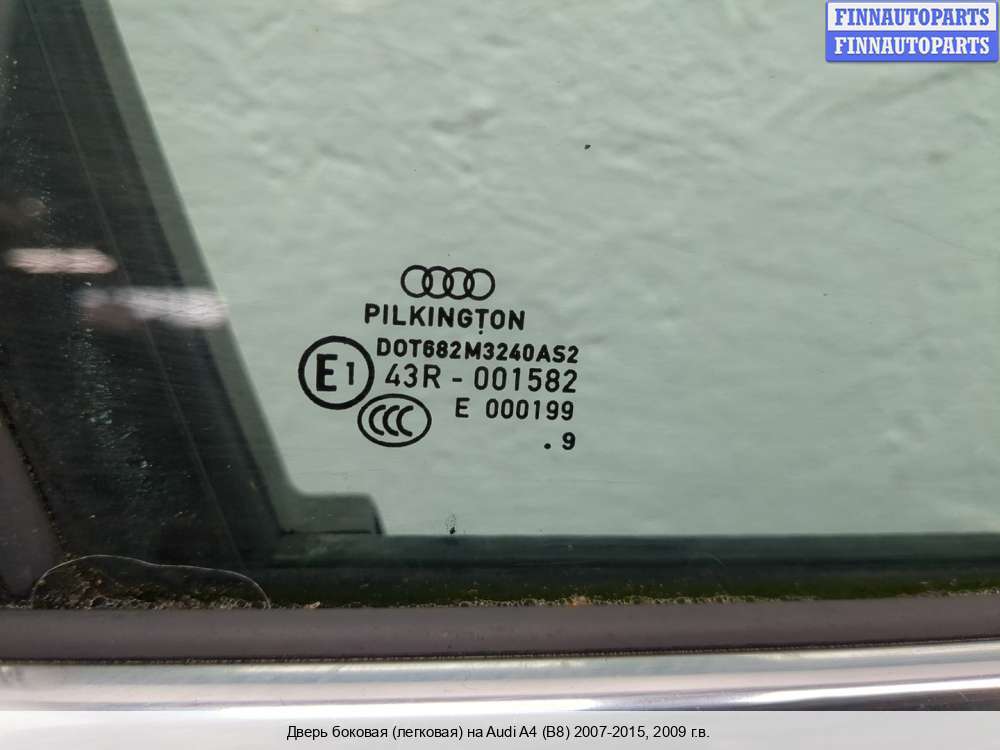 FINNAUTOPARTS
FINNAUTOPARTS
PILKINGTON
DOT682M3240AS2
E1 43R - 001582
CCC E 000199
. 9
Дверь боковая (легковая) на Audi A4 (B8) 2007-2015, 2009 г.в.